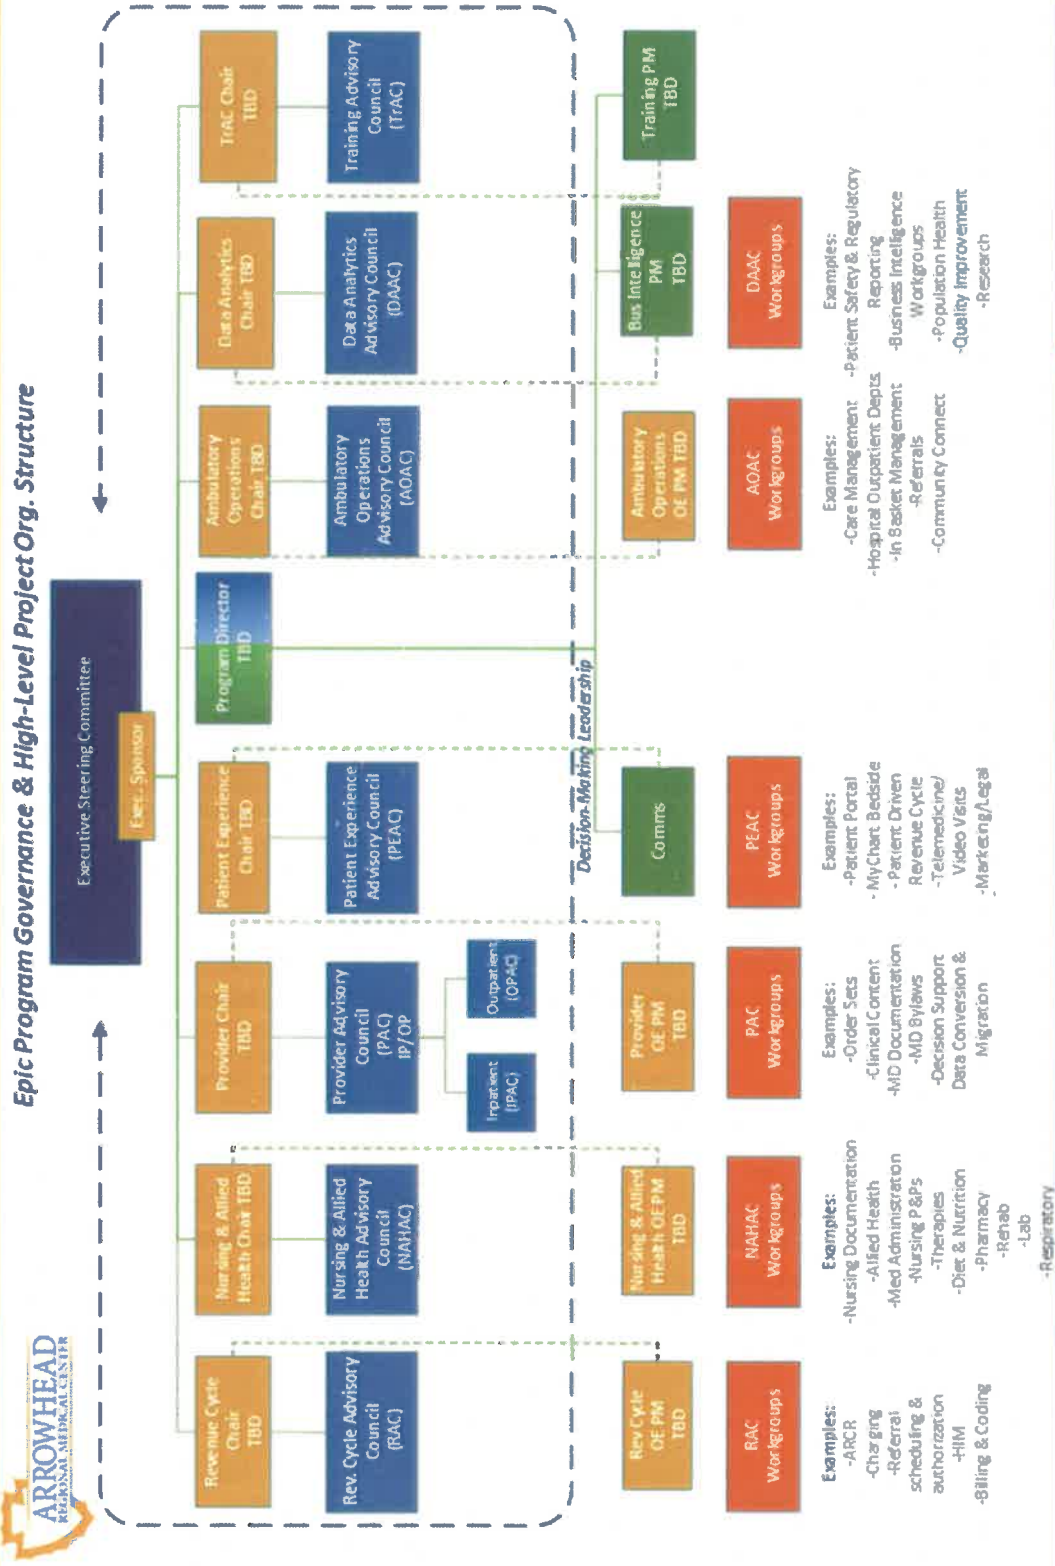 ARROWHEAD
REGIONAL MEDICAL CENTER
Epic Program Governance & High-Level Project Org. Structure
Executive Steering Committee
Exec. Sponsor
Revenue Cycle
Chair
TBD
Nursing & Allied
Health Chair TBD
Provider Chair
TBD
Patient Experience
Chair TBD
Program Director
TBD
Ambulatory
Operations
Chair TBD
Data Analytics
Chair TBD
TrAC Chair
TBD
Rev. Cycle Advisory
Council
(RAC)
Nursing & Allied
Health Advisory
Council
(NAHAC)
Provider Advisory
Council
(PAC)
IP/OP
Patient Experience
Advisory Council
(PEAC)
Ambulatory
Operations
Advisory Council
(AOAC)
Data Analytics
Advisory Council
(DAAC)
Training Advisory
Council
(TrAC)
Inpatient
(IPAC)
Outpatient
(OPAC)
Decision-Making Leadership
Rev Cycle
OE PM
TBD
Nursing & Allied
Health OE PM
TBD
Provider
OE PM
TBD
Comms
Ambulatory
Operations
OE PM TBD
Bus Intelligence
PM
TBD
Training PM
TBD
RAC
Workgroups
NAHAC
Workgroups
PAC
Workgroups
PEAC
Workgroups
AOAC
Workgroups
DAAC
Workgroups
Examples:
-ARCR
-Charging
-Referral
scheduling &
authorization
-HIM
-Billing & Coding
Examples:
-Nursing Documentation
-Allied Health
-Med Administration
-Nursing P&Ps
-Therapies
-Diet & Nutrition
-Pharmacy
-Rehab
-Lab
-Respiratory
Examples:
-Order Sets
-Clinical Content
-MD Documentation
-MD Bylaws
-Decision Support
Data Conversion &
Migration
Examples:
-Patient Portal
-MyChart Bedside
- Patient Driven
Revenue Cycle
-Telemedicine/
Video Visits
-Marketing/Legal
Examples:
-Care Management
-Hospital Outpatient Depts.
-In Basket Management
-Referrals
-Community Connect
Examples:
-Patient Safety & Regulatory
Reporting
-Business Intelligence
Workgroups
-Population Health
-Quality Improvement
-Research